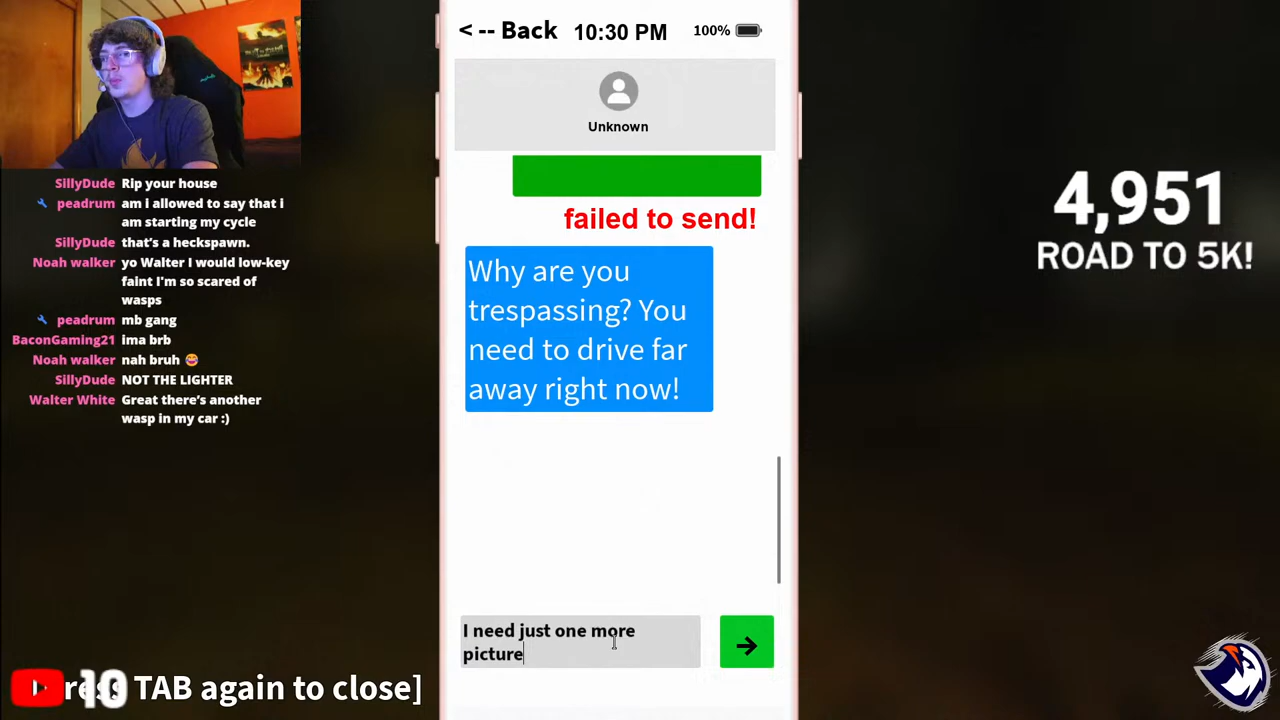 < -- Back 10:30 PM 100%
Unknown
failed to send!
Why are you
trespassing? You
need to drive far
away right now!
I need just one more
picture
SillyDude Rip your house
peadrum am i allowed to say that i
am starting my cycle
SillyDude that's a heckspawn.
Noah walker yo Walter I would low-key
faint I'm so scared of
wasps
peadrum mb gang
BaconGaming21 ima brb
Noah walker nah bruh 😂
SillyDude NOT THE LIGHTER
Walter White Great there's another
wasp in my car :)
4,951
ROAD TO 5K!
10
TAB again to close]